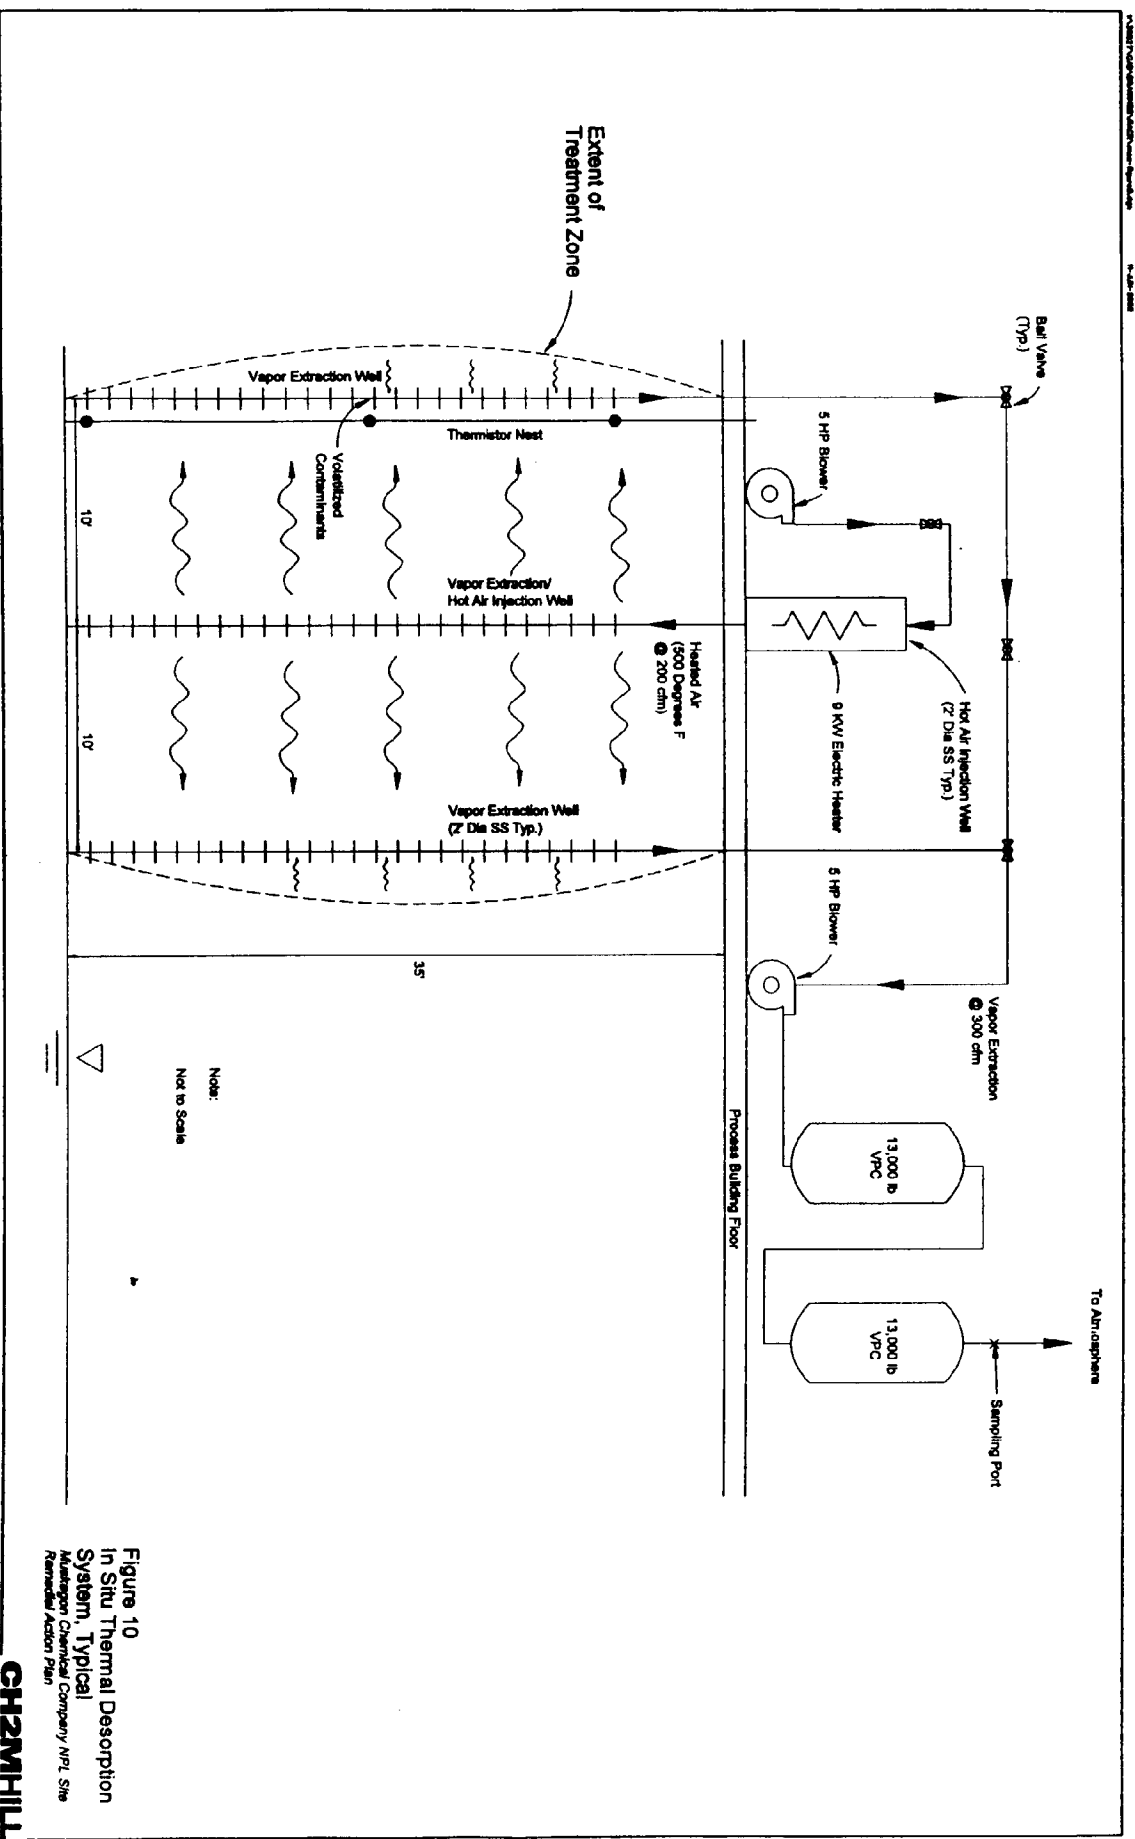 Ball Valve
(Typ.)
To Atmosphere
Hot Air Injection Well
(2" Dia SS Typ.)
Vapor Extraction
@ 300 cfm
Sampling Port
5 HP Blower
9 KW Electric Heater
5 HP Blower
13,000 lb
VPC
13,000 lb
VPC
Process Building Floor
Heated Air
(500 Degrees F
@ 200 cfm)
Extent of
Treatment Zone
Vapor Extraction Well
Thermistor Nest
Vapor Extraction/
Hot Air Injection Well
Vapor Extraction Well
(2" Dia SS Typ.)
Volatilized
Contaminants
35'
10'
10'
Note:
Not to Scale
Figure 10
In Situ Thermal Desorption
System, Typical
Muskegon Chemical Company NPL Site
Remedial Action Plan
CH2MHILL